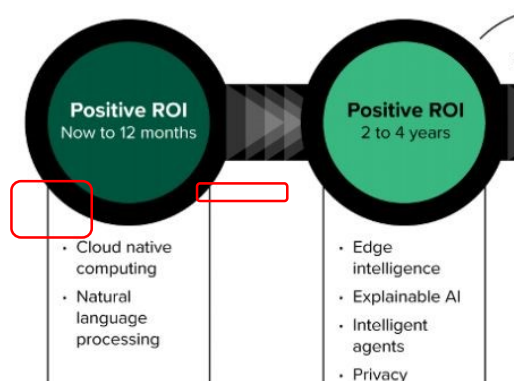 Positive ROI
Now to 12 months
• Cloud native
computing
• Natural
language
processing
Positive ROI
2 to 4 years
• Edge
intelligence
• Explainable AI
• Intelligent
agents
• Privacy